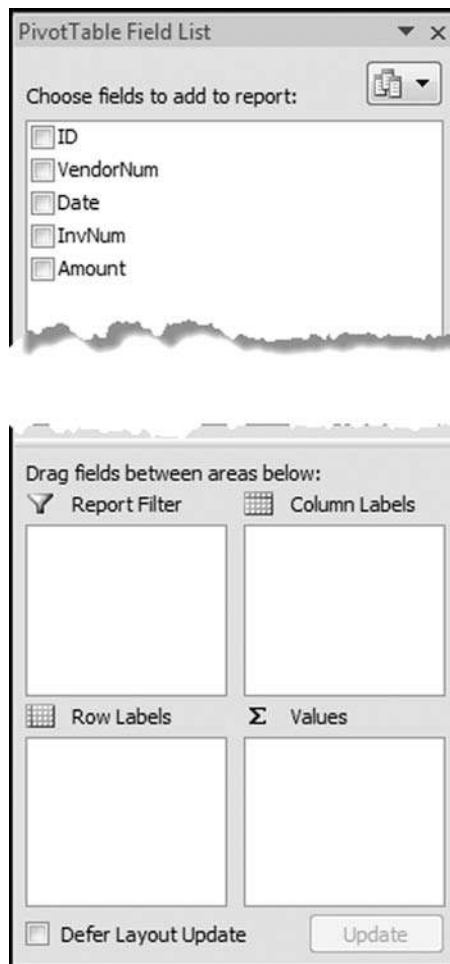 PivotTable Field List
Choose fields to add to report:
ID
VendorNum
Date
InvNum
Amount
Drag fields between areas below:
Report Filter
Column Labels
Row Labels
Σ Values
Defer Layout Update
Update